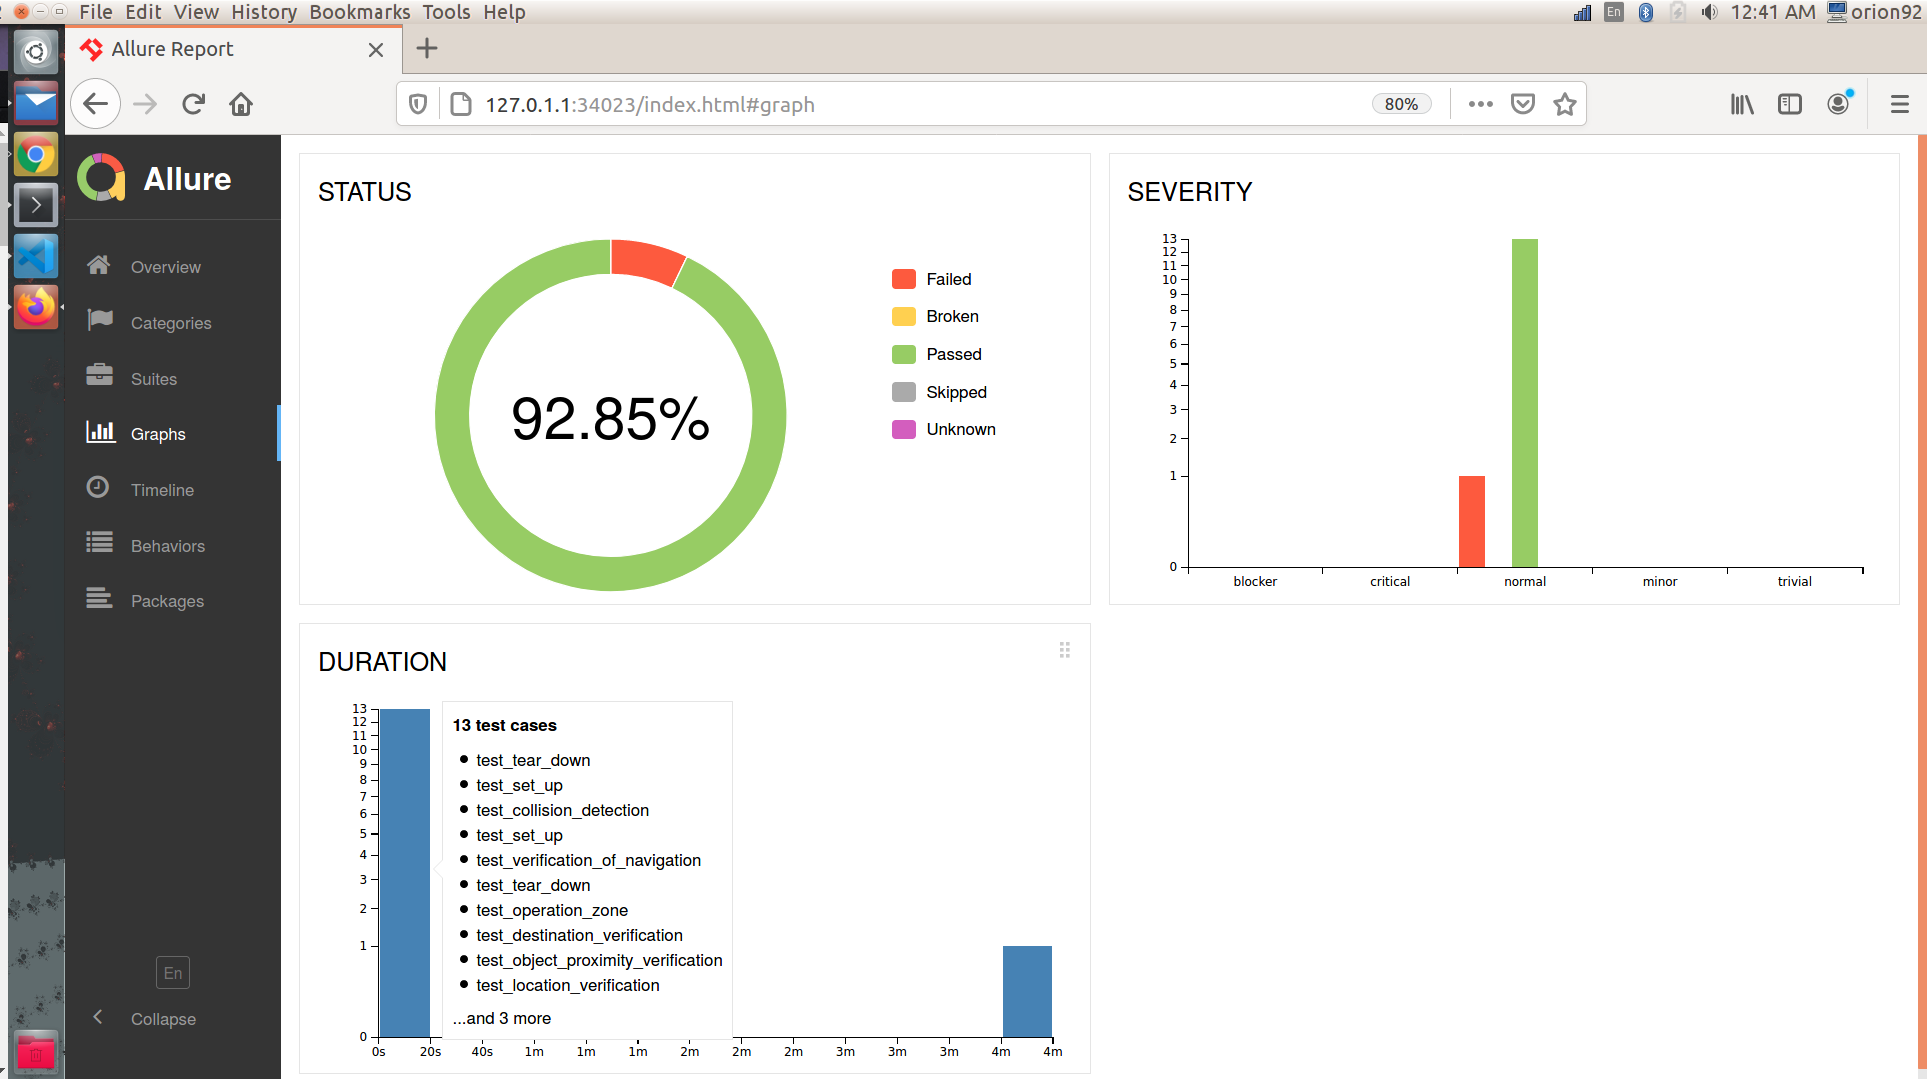 2 File Edit View History Bookmarks Tools Help En 12:41 AM orion92
Allure Report
127.0.1.1:34023/index.html#graph 80%
Allure
Overview
Categories
Suites
Graphs
Timeline
Behaviors
Packages
En
Collapse
STATUS
92.85%
Failed
Broken
Passed
Skipped
Unknown
SEVERITY
13
12
11
10
9
8
7
6
5
4
3
2
1
0
blocker critical normal minor trivial
DURATION
13
12
11
10
9
8
7
6
5
4
3
2
1
0
0s 20s 40s 1m 1m 1m 2m 2m 2m 3m 3m 3m 4m 4m
13 test cases
test_tear_down
test_set_up
test_collision_detection
test_set_up
test_verification_of_navigation
test_tear_down
test_operation_zone
test_destination_verification
test_object_proximity_verification
test_location_verification
...and 3 more